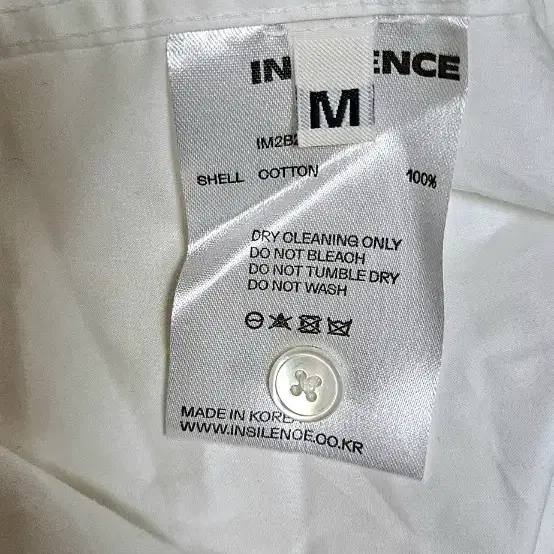 IN ENCE
M
IM2B2
SHELL COTTON 100%
DRY CLEANING ONLY
DO NOT BLEACH
DO NOT TUMBLE DRY
DO NOT WASH
MADE IN KORE
WWW.INSILENCE.CO.KR